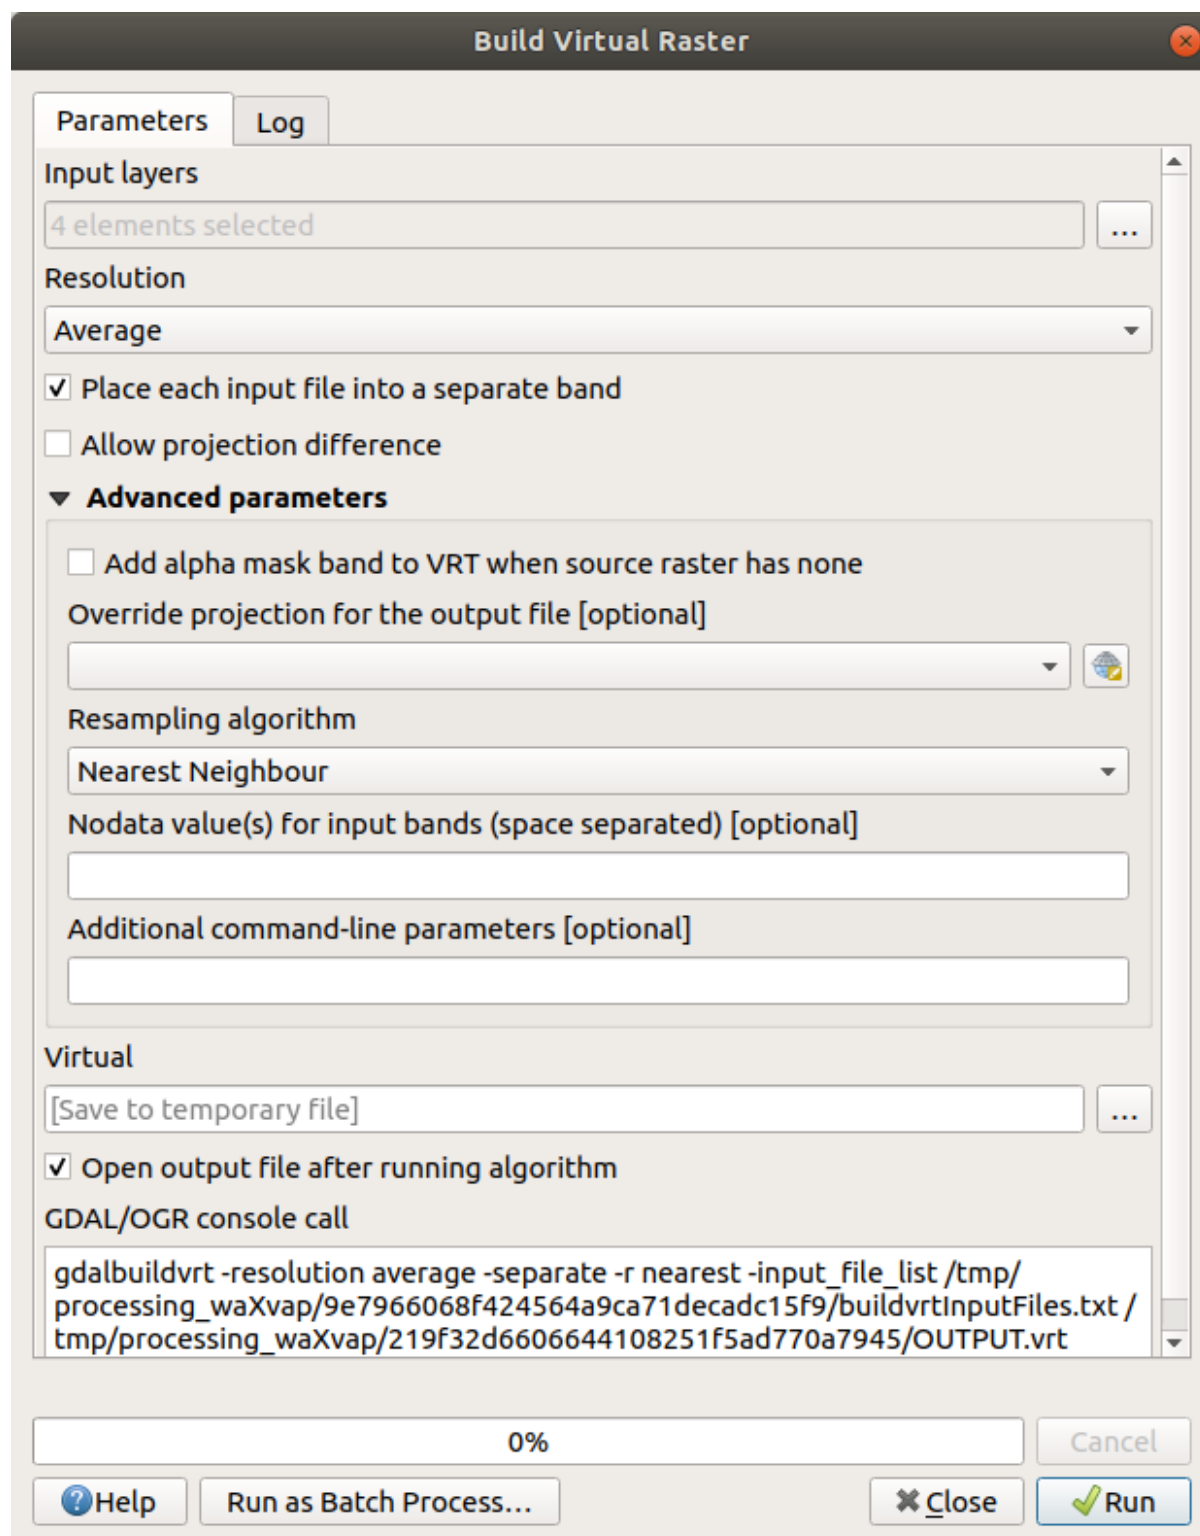 Build Virtual Raster
Parameters
Log
Input layers
4 elements selected
...
Resolution
Average
Place each input file into a separate band
Allow projection difference
Advanced parameters
Add alpha mask band to VRT when source raster has none
Override projection for the output file [optional]
Resampling algorithm
Nearest Neighbour
Nodata value(s) for input bands (space separated) [optional]
Additional command-line parameters [optional]
Virtual
[Save to temporary file]
...
Open output file after running algorithm
GDAL/OGR console call
gdalbuildvrt -resolution average -separate -r nearest -input_file_list /tmp/
processing_waXvap/9e7966068f424564a9ca71decadc15f9/buildvrtInputFiles.txt /
tmp/processing_waXvap/219f32d6606644108251f5ad770a7945/OUTPUT.vrt
0%
Cancel
Help
Run as Batch Process...
Close
Run